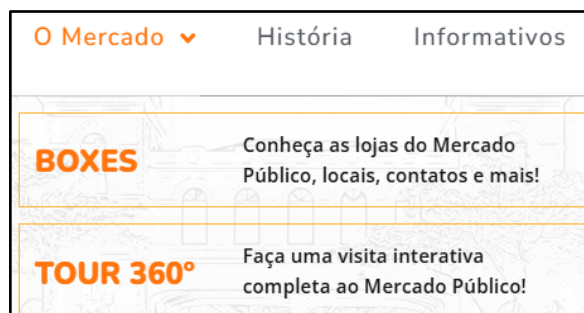 O Mercado História Informativos
BOXES
Conheça as lojas do Mercado
Público, locais, contatos e mais!
TOUR 360°
Faça uma visita interativa
completa ao Mercado Público!